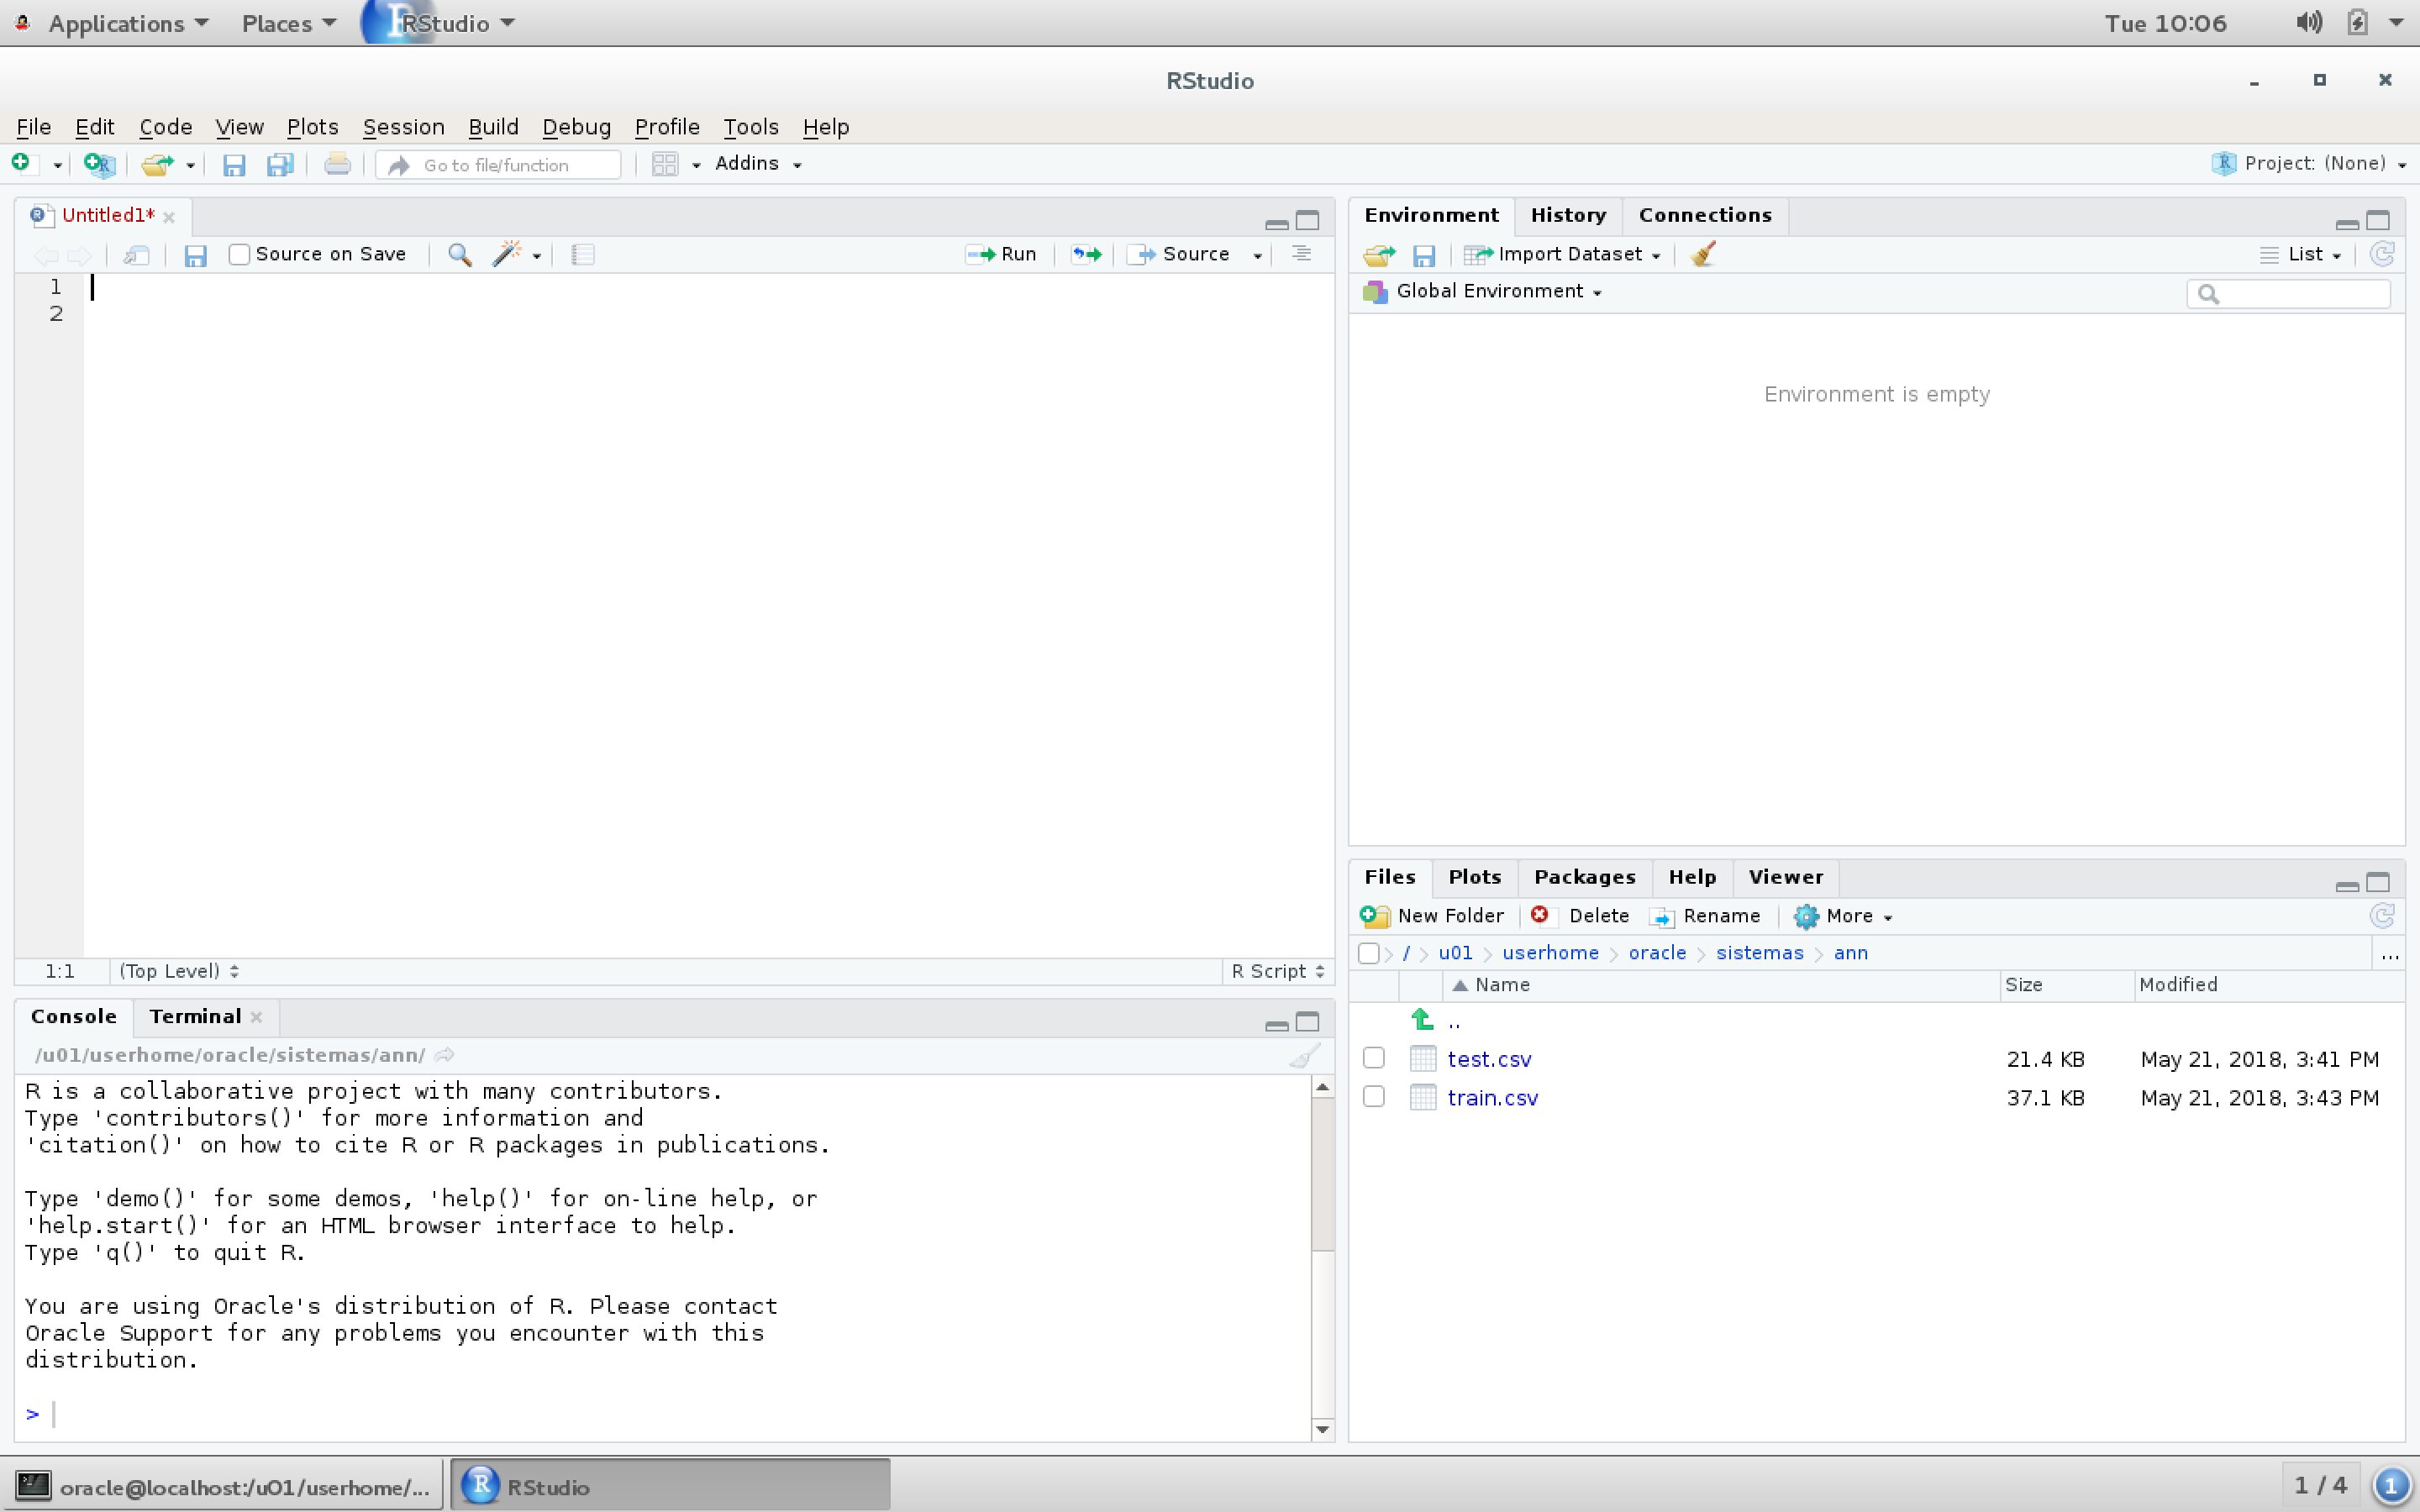 Applications Places RStudio Tue 10:06
RStudio
File Edit Code View Plots Session Build Debug Profile Tools Help
Go to file/function Addins Project: (None)
Untitled1*
Source on Save Run Source
1
2
1:1 (Top Level) R Script
Environment History Connections
Import Dataset List
Global Environment
Environment is empty
Console Terminal
/u01/userhome/oracle/sistemas/ann/
R is a collaborative project with many contributors.
Type 'contributors()' for more information and
'citation()' on how to cite R or R packages in publications.
Type 'demo()' for some demos, 'help()' for on-line help, or
'help.start()' for an HTML browser interface to help.
Type 'q()' to quit R.
You are using Oracle's distribution of R. Please contact
Oracle Support for any problems you encounter with this
distribution.
>
Files Plots Packages Help Viewer
New Folder Delete Rename More
/ u01 userhome oracle sistemas ann ...
Name Size Modified
..
test.csv 21.4 KB May 21, 2018, 3:41 PM
train.csv 37.1 KB May 21, 2018, 3:43 PM
oracle@localhost:/u01/userhome/... RStudio 1 / 4 1